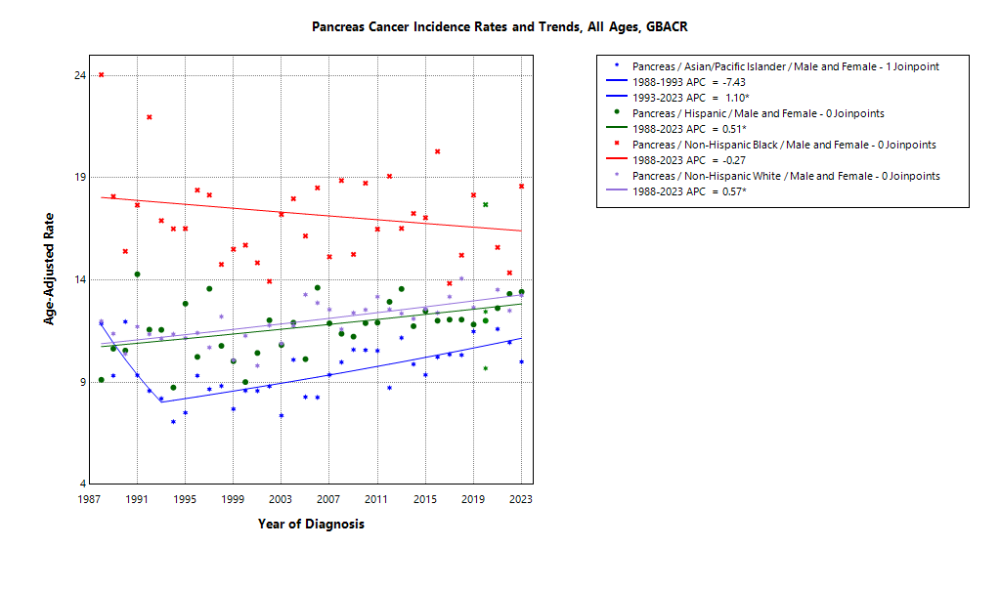 Pancreas Cancer Incidence Rates and Trends, All Ages, GBACR
Pancreas / Asian/Pacific Islander / Male and Female - 1 Joinpoint
1988-1993 APC = -7.43
1993-2023 APC = 1.10*
Pancreas / Hispanic / Male and Female - 0 Joinpoints
1988-2023 APC = 0.51*
Pancreas / Non-Hispanic Black / Male and Female - 0 Joinpoints
1988-2023 APC = -0.27
Pancreas / Non-Hispanic White / Male and Female - 0 Joinpoints
1988-2023 APC = 0.57*
Age-Adjusted Rate
24
19
14
9
4
1987 1991 1995 1999 2003 2007 2011 2015 2019 2023
Year of Diagnosis